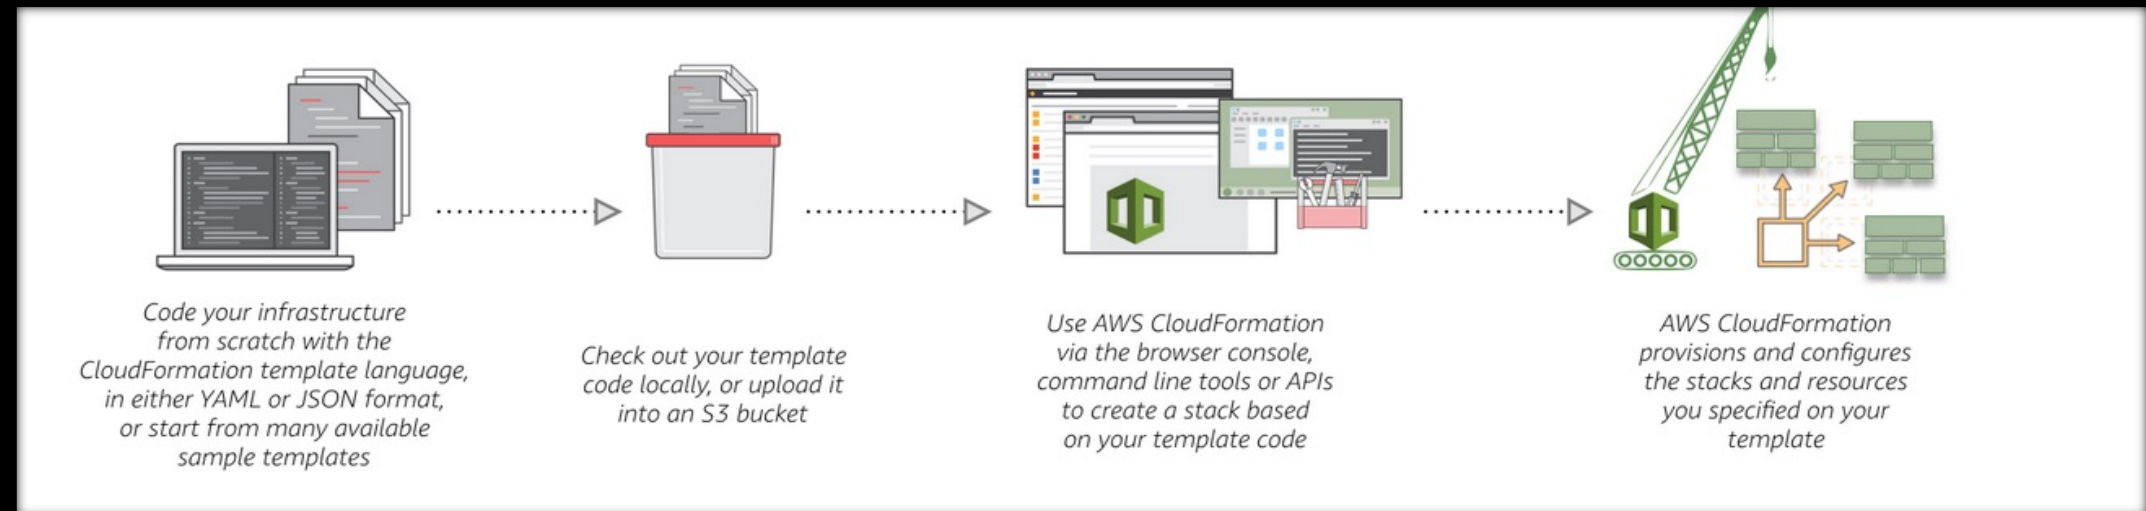 Code your infrastructure
from scratch with the
CloudFormation template language,
in either YAML or JSON format,
or start from many available
sample templates
Check out your template
code locally, or upload it
into an S3 bucket
Use AWS CloudFormation
via the browser console,
command line tools or APIs
to create a stack based
on your template code
AWS CloudFormation
provisions and configures
the stacks and resources
you specified on your
template